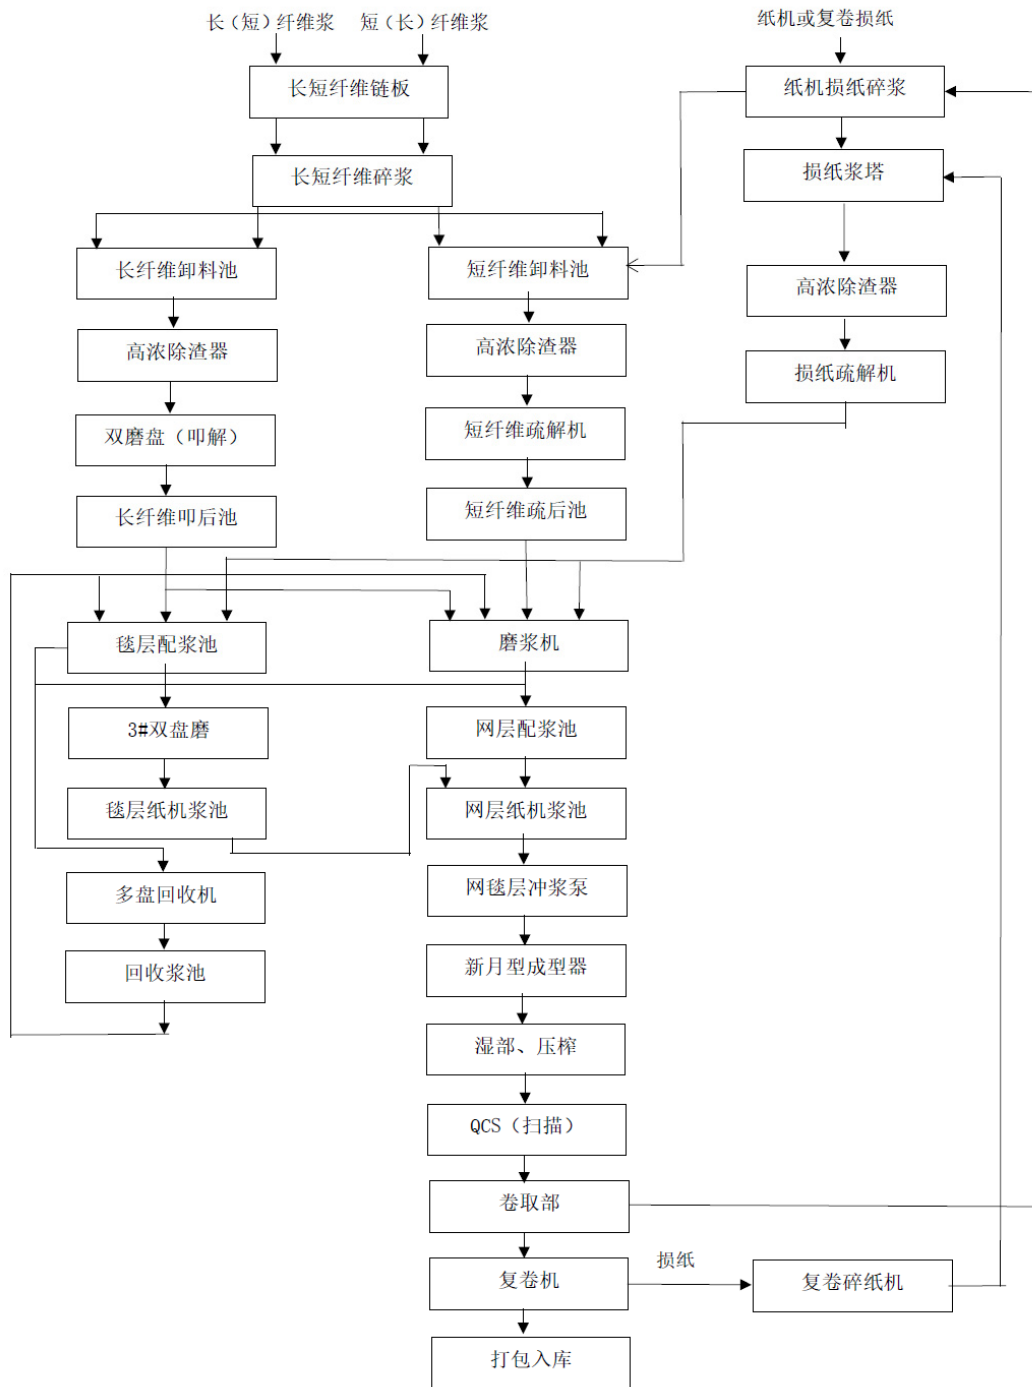 长（短）纤维浆
短（长）纤维浆
纸机或复卷损纸
长短纤维链板
纸机损纸碎浆
长短纤维碎浆
损纸浆塔
长纤维卸料池
短纤维卸料池
高浓除渣器
高浓除渣器
高浓除渣器
损纸疏解机
双磨盘（叩解）
短纤维疏解机
长纤维叩后池
短纤维疏后池
毯层配浆池
磨浆机
3#双盘磨
网层配浆池
毯层纸机浆池
网层纸机浆池
多盘回收机
网毯层冲浆泵
回收浆池
新月型成型器
湿部、压榨
QCS（扫描）
卷取部
复卷机
损纸
复卷碎纸机
打包入库